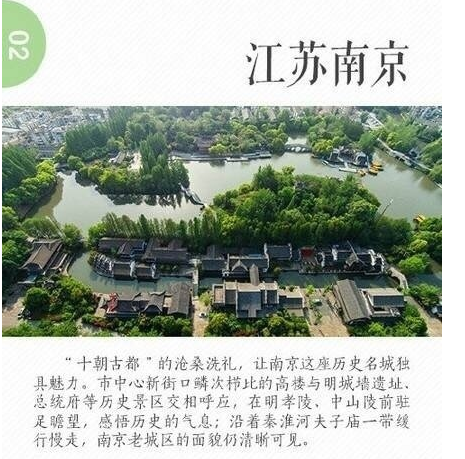 02
江苏南京
“十朝古都”的沧桑洗礼，让南京这座历史名城独
具魅力。市中心新街口鳞次栉比的高楼与明城墙遗址、
总统府等历史景区交相呼应，在明孝陵、中山陵前驻
足瞻望，感悟历史的气息；沿着秦淮河夫子庙一带缓
行慢走，南京老城区的面貌仍清晰可见。